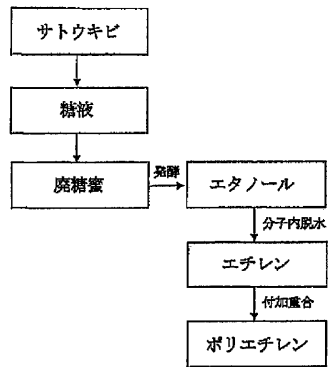 サトウキビ
糖液
廃糖蜜
発酵
エタノール
分子内脱水
エチレン
付加重合
ポリエチレン